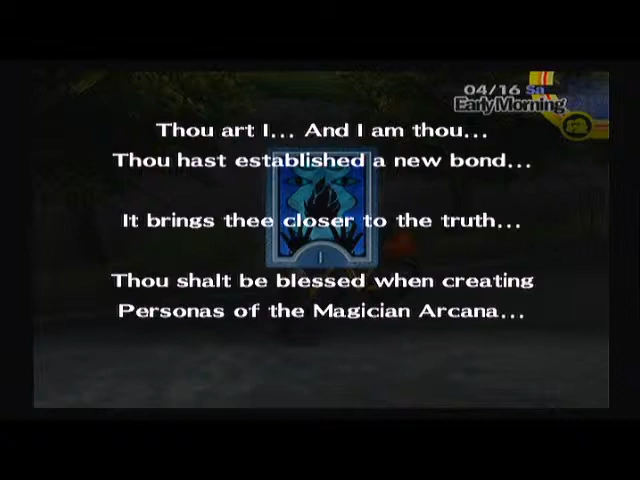 04/16 Sa
Early Morning
Thou art I... And I am thou...
Thou hast established a new bond...
It brings thee closer to the truth...
Thou shalt be blessed when creating
Personas of the Magician Arcana...
I